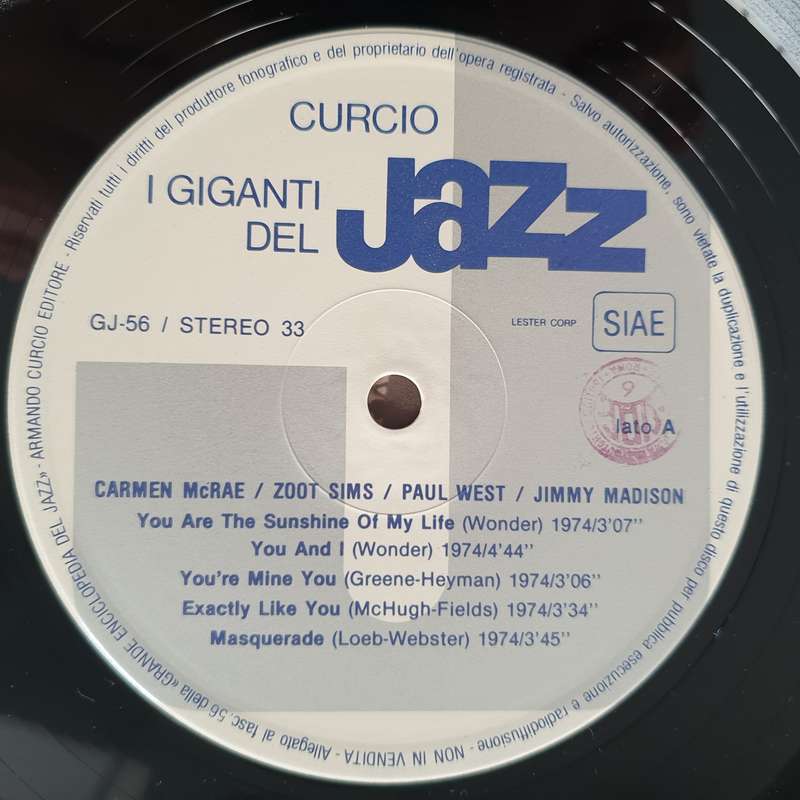 CURCIO
I GIGANTI
DEL
Jazz
GJ-56 / STEREO 33
LESTER CORP
SIAE
lato A
CARMEN McRAE / ZOOT SIMS / PAUL WEST / JIMMY MADISON
You Are The Sunshine Of My Life (Wonder) 1974/3'07''
You And I (Wonder) 1974/4'44''
You're Mine You (Greene-Heyman) 1974/3'06''
Exactly Like You (McHugh-Fields) 1974/3'34''
Masquerade (Loeb-Webster) 1974/3'45''
Allegato al fasc. 56 della «GRANDE ENCICLOPEDIA DEL JAZZ» - ARMANDO CURCIO EDITORE - Riservati tutti i diritti del produttore fonografico e del proprietario dell'opera registrata - Salvo autorizzazione, sono vietate la duplicazione e l'utilizzazione di questo disco per pubblica esecuzione e radiodiffusione - NON IN VENDITA -